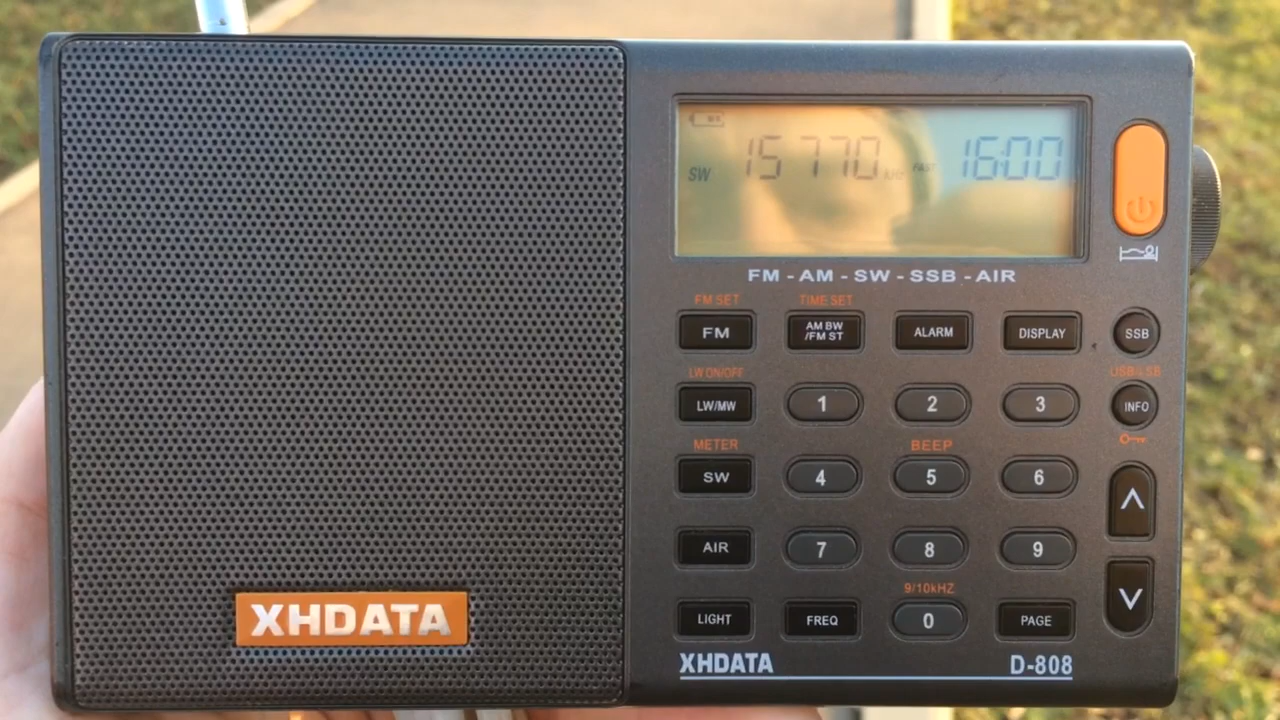 SW 15770 kHz FAST 16:00
FM - AM - SW - SSB - AIR
FM SET TIME SET
FM AM BW /FM ST ALARM DISPLAY SSB
LW ON/OFF USB/LSB
LW/MW 1 2 3 INFO
METER BEEP
SW 4 5 6
AIR 7 8 9
9/10kHZ
LIGHT FREQ 0 PAGE
XHDATA
XHDATA D-808